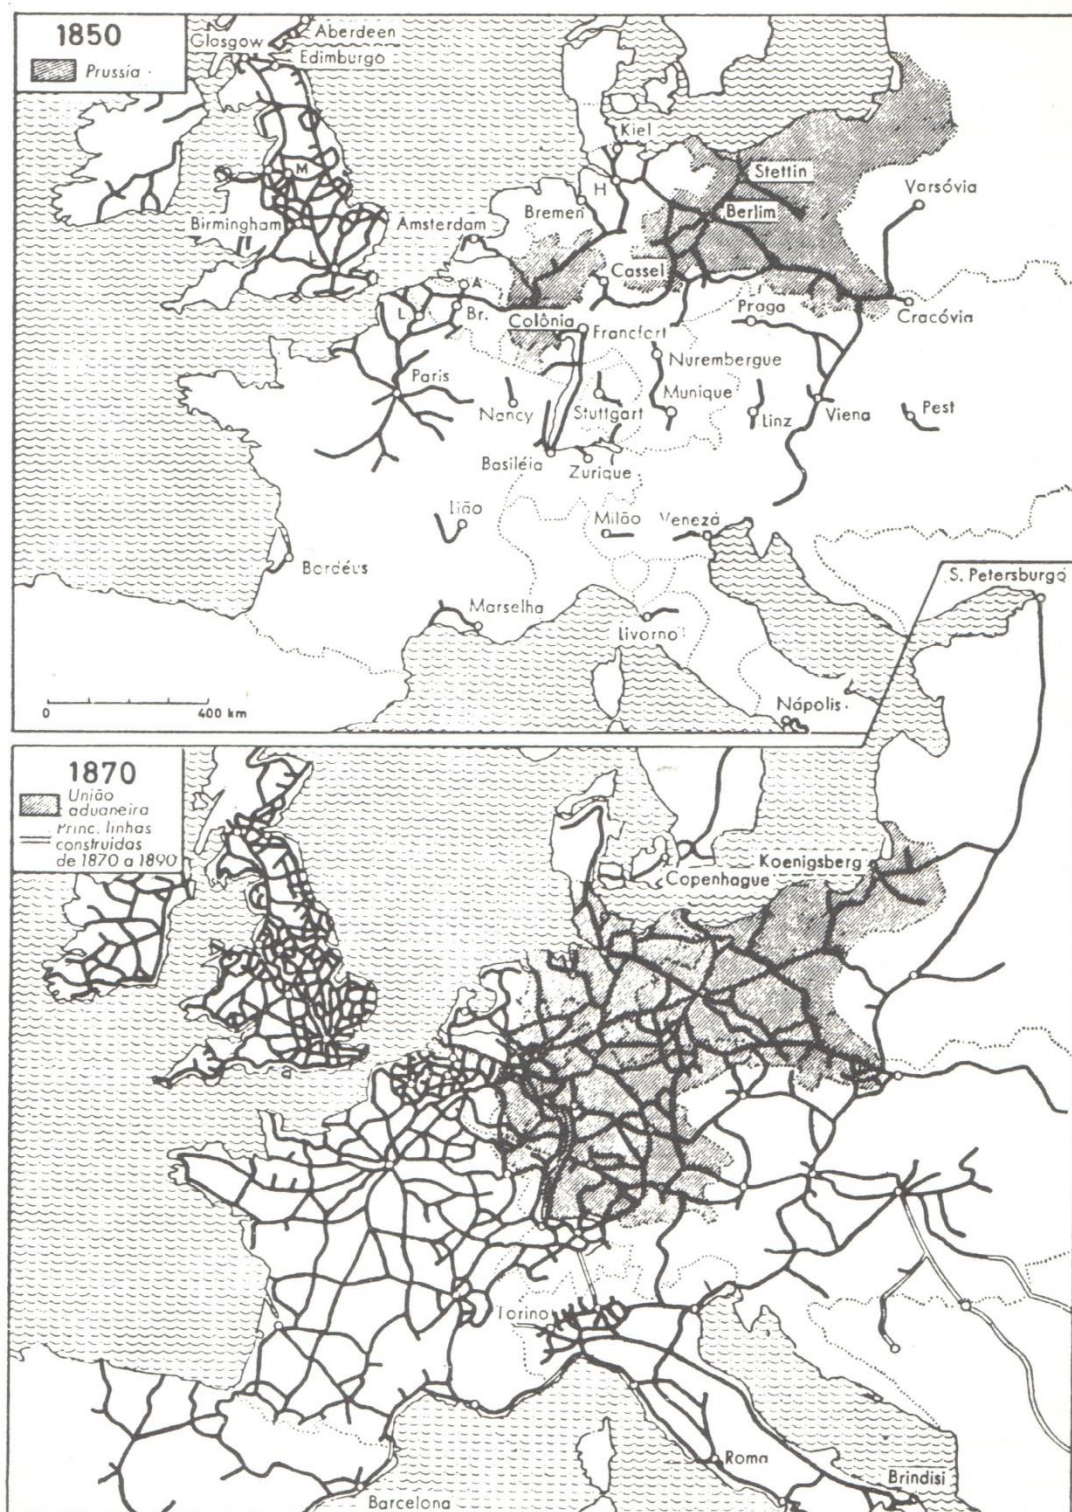 1850
Prussia
Glasgow
Aberdeen
Edimburgo
M
Birmingham
L
Kiel
H
Stettin
Bremen
Berlim
Varsóvia
Amsterdam
Cassel
A
L
Br.
Colônia
Francfort
Praga
Cracóvia
Nurembergue
Paris
Nancy
Stuttgart
Munique
Linz
Viena
Pest
Basiléia
Zurique
Lião
Milão
Veneza
Bordéus
Marselha
Livorno
S. Petersburgo
Nápolis
0 400 km
1870
União
aduaneira
Princ. linhas
construidas
de 1870 a 1890
Koenigsberg
Copenhague
Torino
Roma
Brindisi
Barcelona